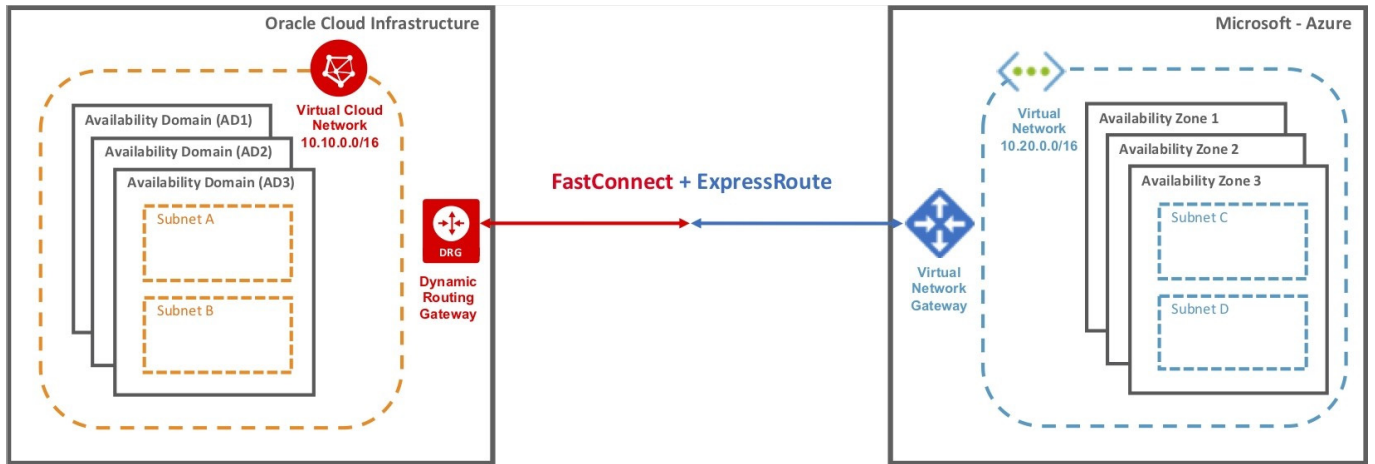 Oracle Cloud Infrastructure
Virtual Cloud
Network
10.10.0.0/16
Availability Domain (AD1)
Availability Domain (AD2)
Availability Domain (AD3)
Subnet A
Subnet B
DRG
Dynamic
Routing
Gateway
FastConnect + ExpressRoute
Microsoft - Azure
Virtual
Network
10.20.0.0/16
Virtual
Network
Gateway
Availability Zone 1
Availability Zone 2
Availability Zone 3
Subnet C
Subnet D